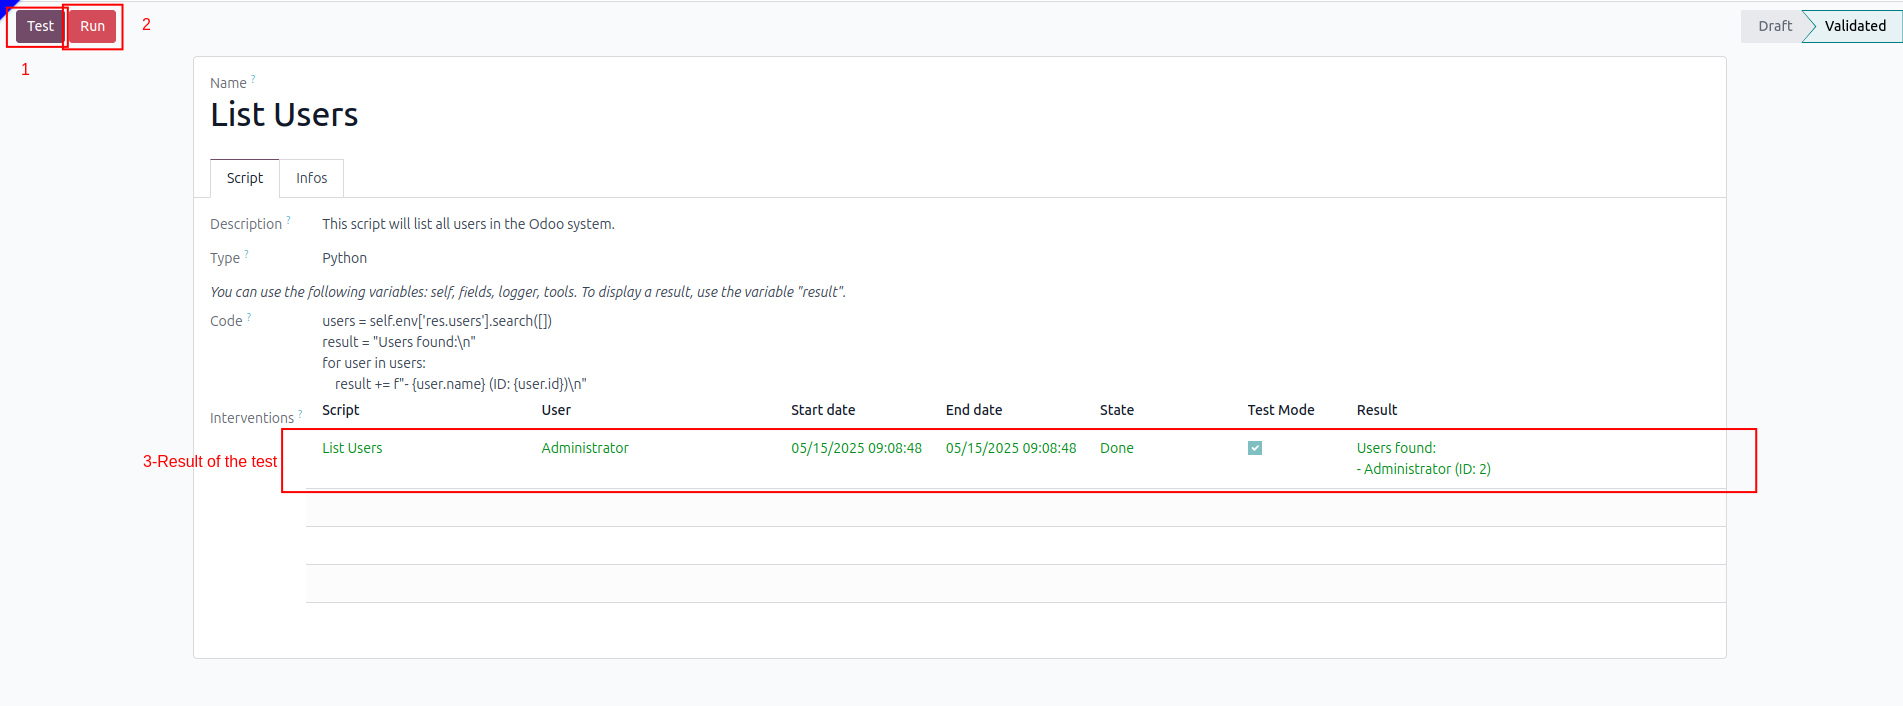 Test Run 2 Draft Validated
1
Name ?
List Users
Script Infos
Description ? This script will list all users in the Odoo system.
Type ? Python
You can use the following variables: self, fields, logger, tools. To display a result, use the variable "result".
Code ? users = self.env['res.users'].search([])
result = "Users found:\n"
for user in users:
result += f"- {user.name} (ID: {user.id})\n"
Interventions ? Script User Start date End date State Test Mode Result
3-Result of the test List Users Administrator 05/15/2025 09:08:48 05/15/2025 09:08:48 Done Users found:
- Administrator (ID: 2)